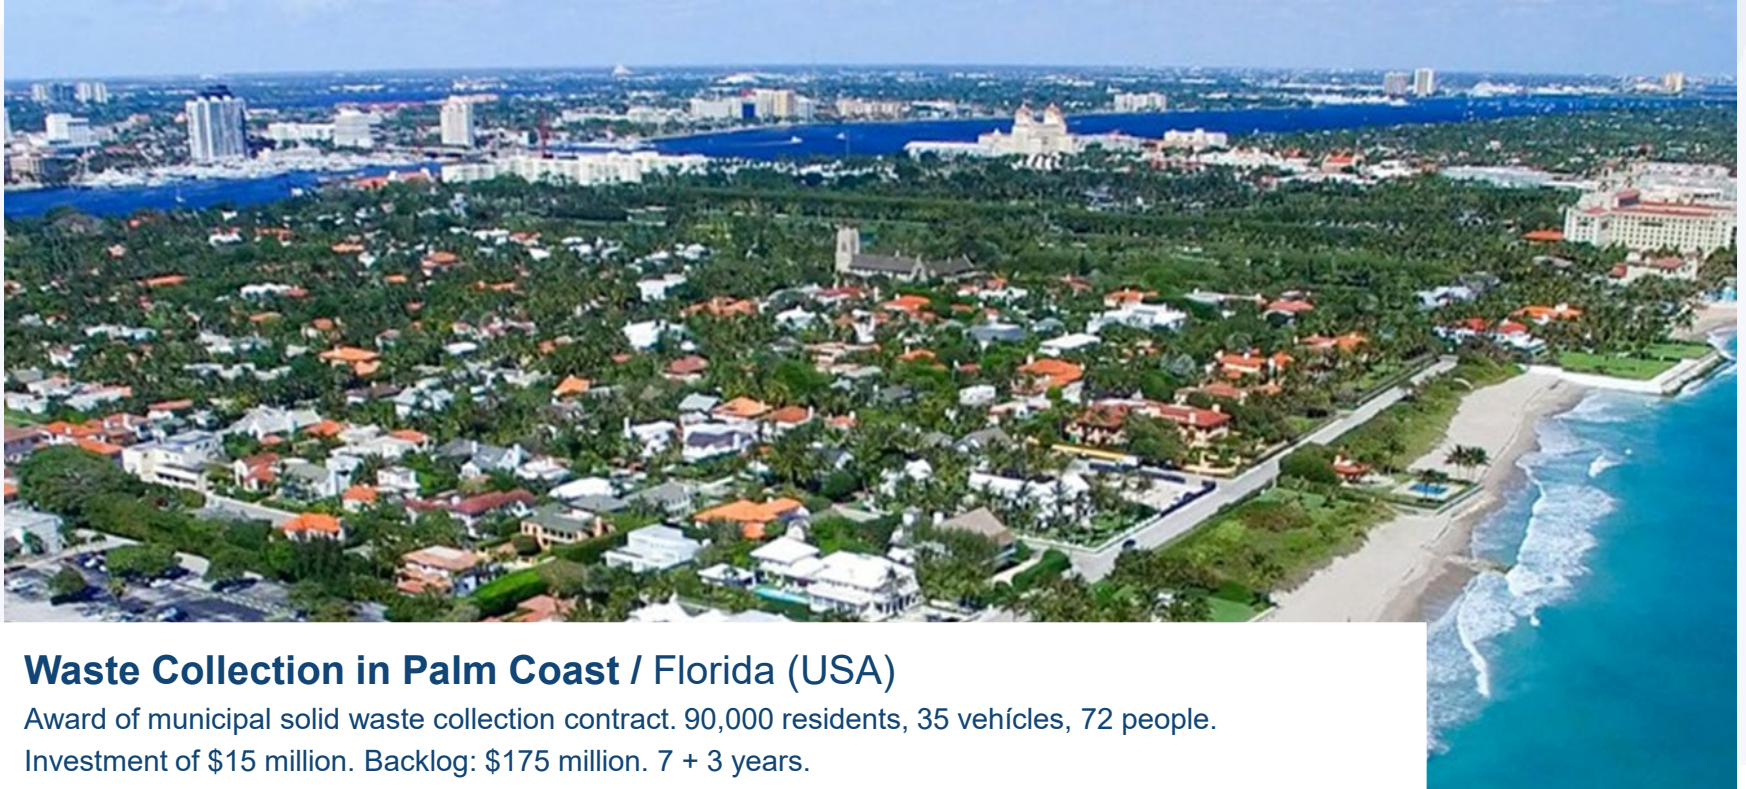 Waste Collection in Palm Coast / Florida (USA)
Award of municipal solid waste collection contract. 90,000 residents, 35 vehícles, 72 people.
Investment of $15 million. Backlog: $175 million. 7 + 3 years.